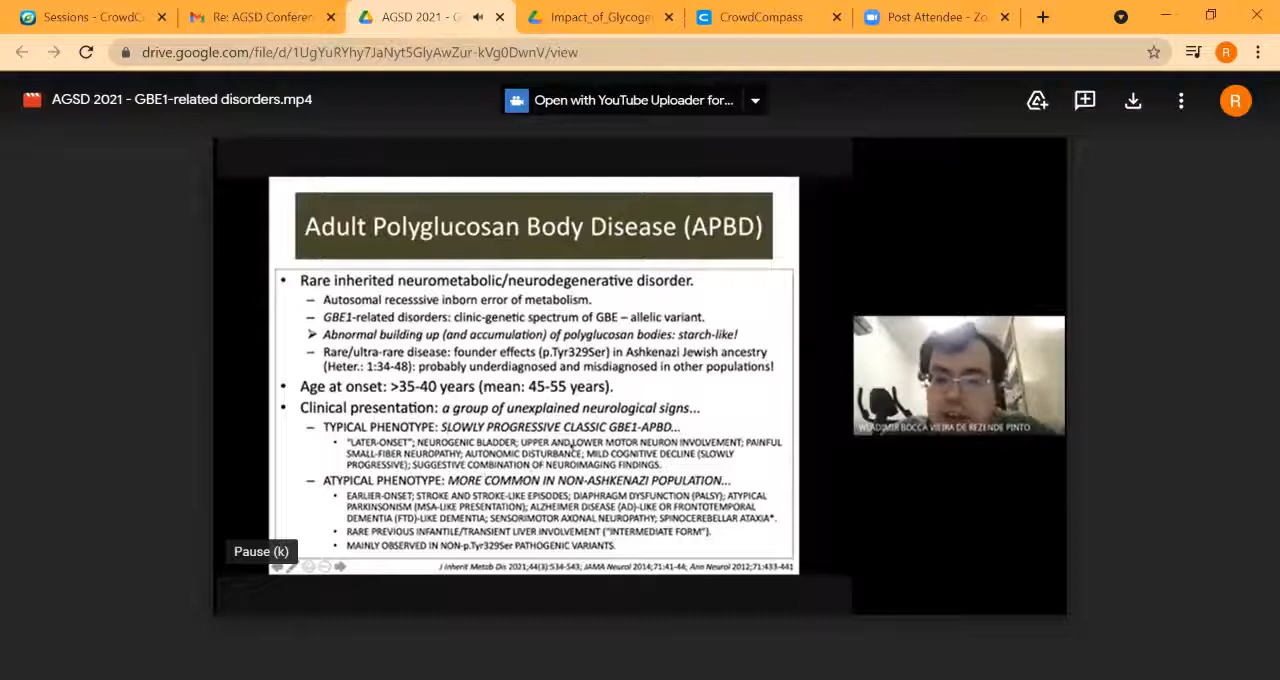 Sessions - CrowdC
Re: AGSD Conferen
AGSD 2021 - G
Impact_of_Glycoge
CrowdCompass
Post Attendee - Zo
drive.google.com/file/d/1UgYuRYhy7JaNyt5GlyAwZur-kVg0DwnV/view
R
AGSD 2021 - GBE1-related disorders.mp4
Open with YouTube Uploader for...
R
Adult Polyglucosan Body Disease (APBD)
• Rare inherited neurometabolic/neurodegenerative disorder.
– Autosomal recesssive inborn error of metabolism.
– GBE1-related disorders: clinic-genetic spectrum of GBE – allelic variant.
➤ Abnormal building up (and accumulation) of polyglucosan bodies: starch-like!
– Rare/ultra-rare disease: founder effects (p.Tyr329Ser) in Ashkenazi Jewish ancestry
(Heter.: 1:34-48): probably underdiagnosed and misdiagnosed in other populations!
• Age at onset: >35-40 years (mean: 45-55 years).
• Clinical presentation: a group of unexplained neurological signs...
– TYPICAL PHENOTYPE: SLOWLY PROGRESSIVE CLASSIC GBE1-APBD...
• "LATER-ONSET"; NEUROGENIC BLADDER; UPPER AND LOWER MOTOR NEURON INVOLVEMENT; PAINFUL
SMALL-FIBER NEUROPATHY; AUTONOMIC DISTURBANCE; MILD COGNITIVE DECLINE (SLOWLY
PROGRESSIVE); SUGGESTIVE COMBINATION OF NEUROIMAGING FINDINGS.
– ATYPICAL PHENOTYPE: MORE COMMON IN NON-ASHKENAZI POPULATION...
• EARLIER-ONSET; STROKE AND STROKE-LIKE EPISODES; DIAPHRAGM DYSFUNCTION (PALSY); ATYPICAL
PARKINSONISM (MSA-LIKE PRESENTATION); ALZHEIMER DISEASE (AD)-LIKE OR FRONTOTEMPORAL
DEMENTIA (FTD)-LIKE DEMENTIA; SENSORIMOTOR AXONAL NEUROPATHY; SPINOCEREBELLAR ATAXIA*.
• RARE PREVIOUS INFANTILE/TRANSIENT LIVER INVOLVEMENT ("INTERMEDIATE FORM").
• MAINLY OBSERVED IN NON-p.Tyr329Ser PATHOGENIC VARIANTS.
J Inherit Metab Dis 2021;44(3):534-543; JAMA Neurol 2014;71:41-44; Ann Neurol 2012;71:433-441
WLADIMIR BOCCA VIEIRA DE REZENDE PINTO
Pause (k)